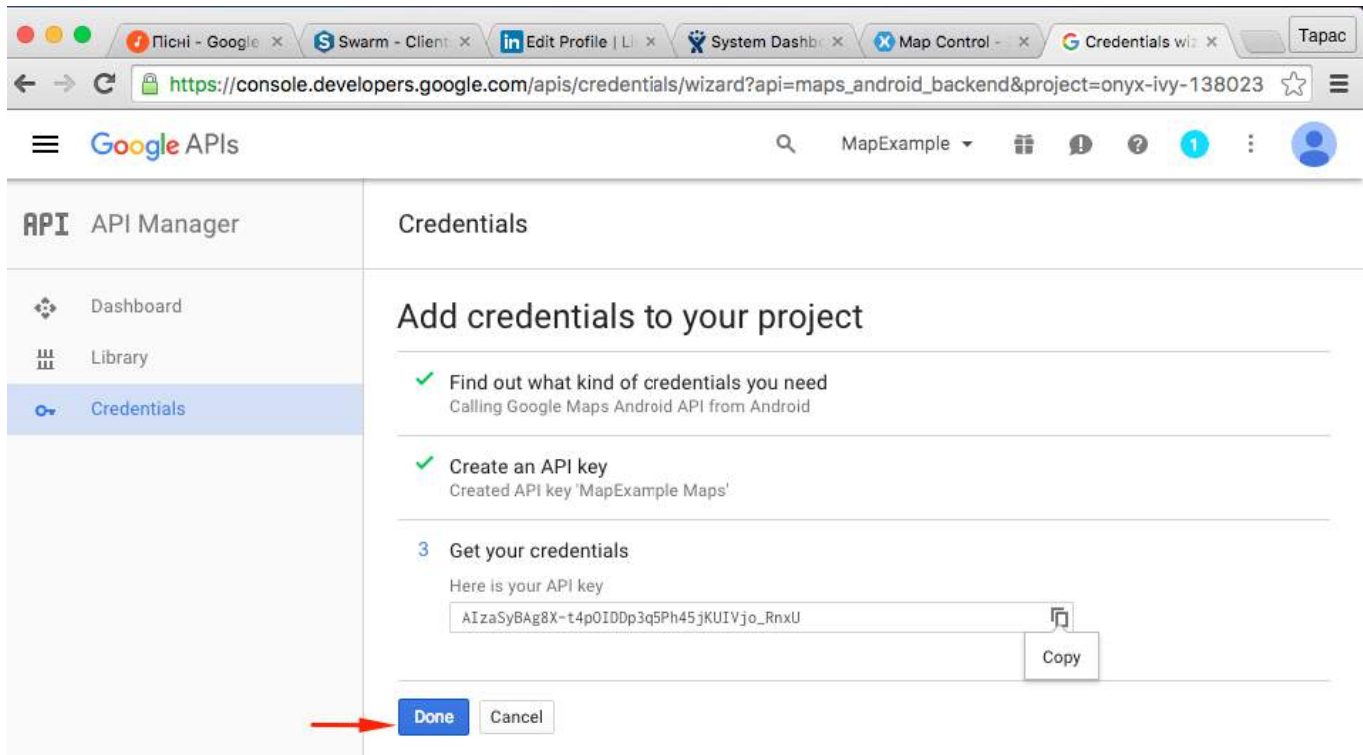 Пісні - Google
Swarm - Client
Edit Profile | Li
System Dashb
Map Control -
Credentials wiz
Тарас
https://console.developers.google.com/apis/credentials/wizard?api=maps_android_backend&project=onyx-ivy-138023
Google APIs
MapExample
1
API API Manager
Credentials
Dashboard
Library
Credentials
Add credentials to your project
Find out what kind of credentials you need
Calling Google Maps Android API from Android
Create an API key
Created API key 'MapExample Maps'
3 Get your credentials
Here is your API key
AIzaSyBAg8X-t4pOIDDp3q5Ph45jKUIVjo_RnxU
Copy
Done
Cancel